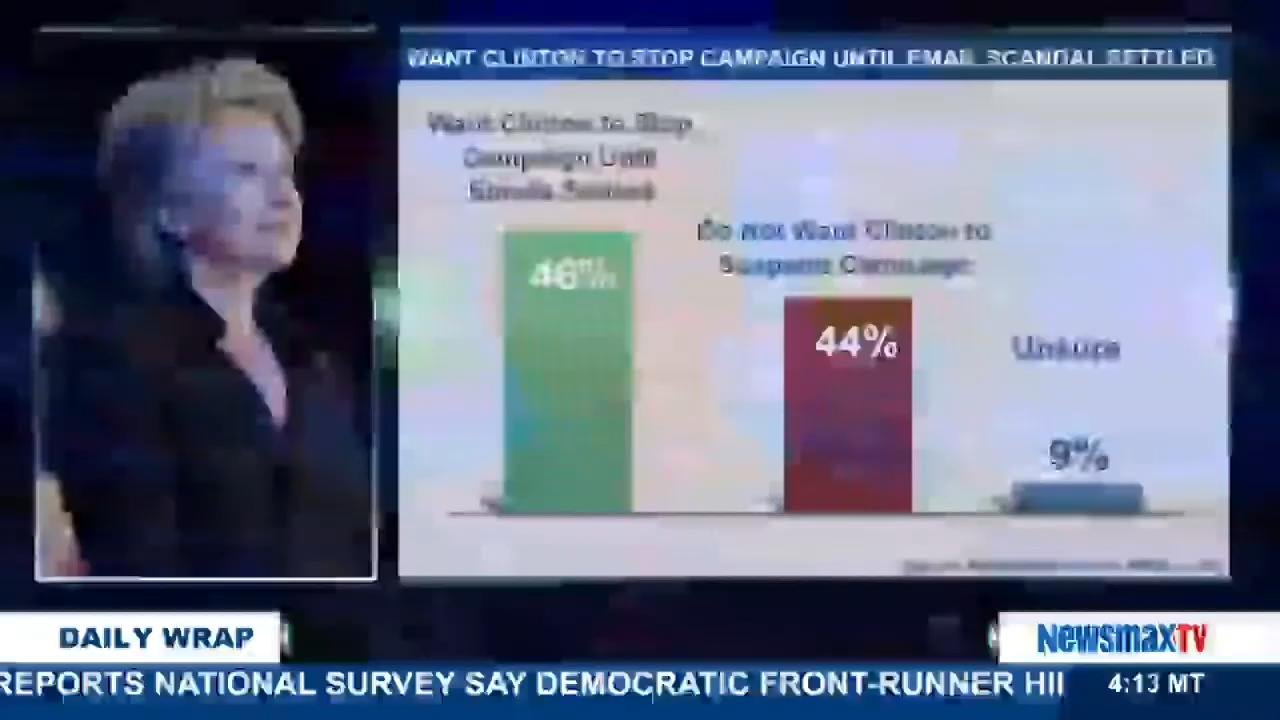 WANT CLINTON TO STOP CAMPAIGN UNTIL EMAIL SCANDAL SETTLED
Want Clinton to Stop
Campaign Until
Emails Settled
Do Not Want Clinton to
Suspend Campaign
46%
44%
Unsure
9%
DAILY WRAP
NEWSMAXTV
REPORTS NATIONAL SURVEY SAY DEMOCRATIC FRONT-RUNNER HIL
4:13 MT